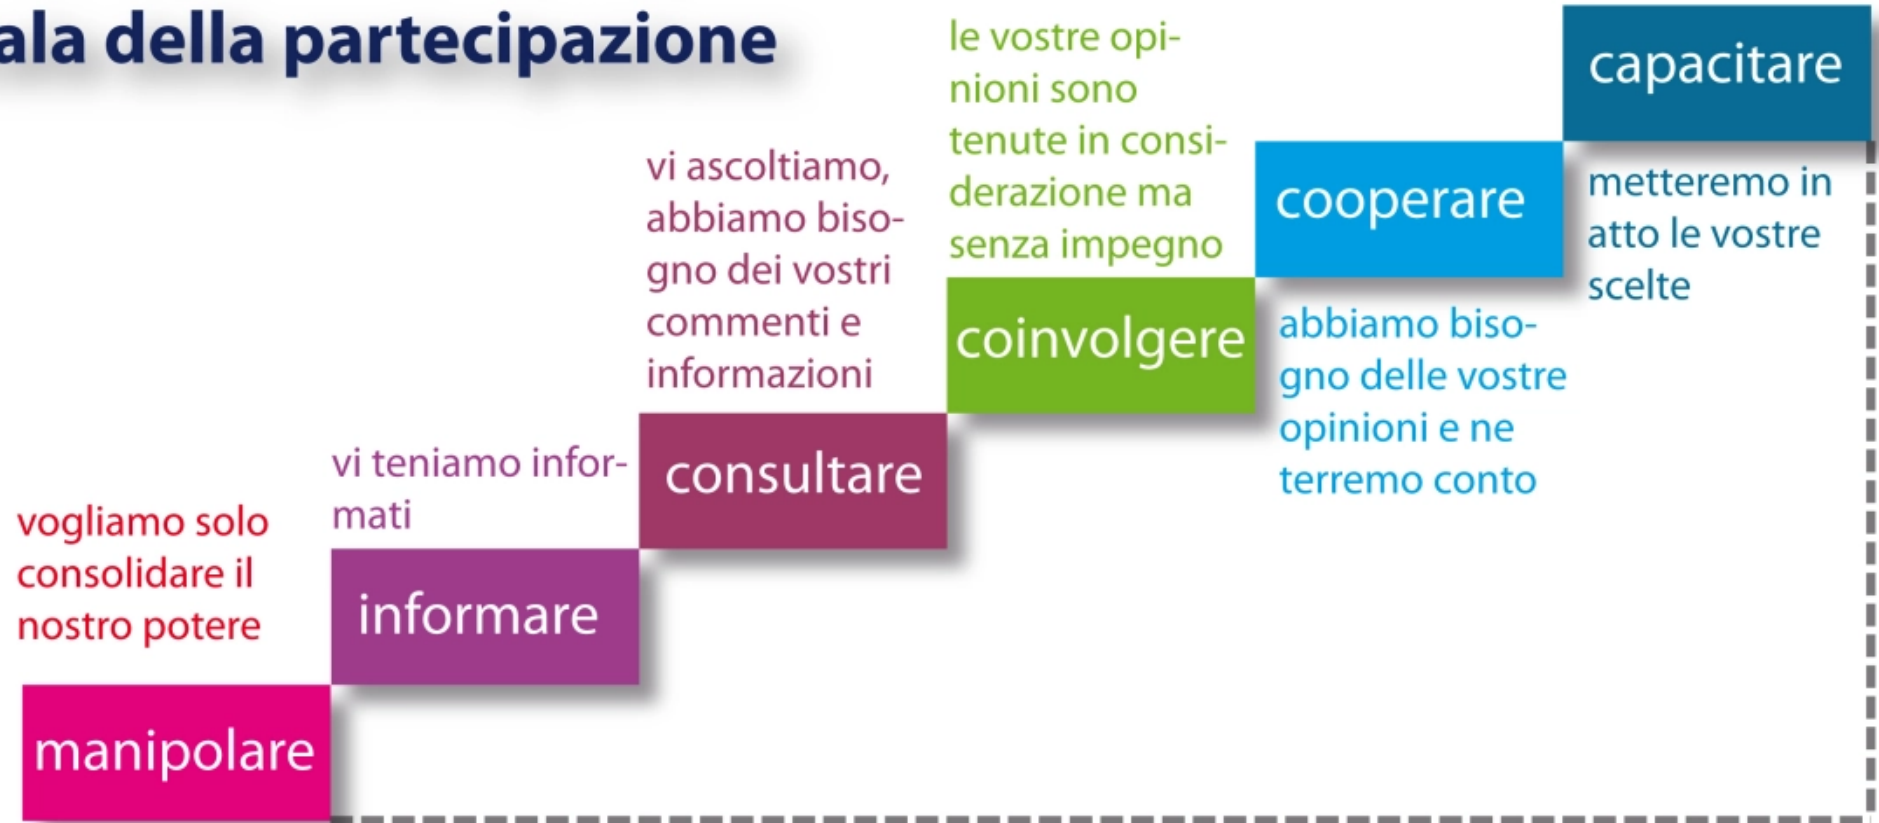 ala della partecipazione
vogliamo solo
consolidare il
nostro potere
manipolare
vi teniamo infor-
mati
informare
vi ascoltiamo,
abbiamo biso-
gno dei vostri
commenti e
informazioni
consultare
le vostre opi-
nioni sono
tenute in consi-
derazione ma
senza impegno
coinvolgere
cooperare
abbiamo biso-
gno delle vostre
opinioni e ne
terremo conto
capacitare
metteremo in
atto le vostre
scelte